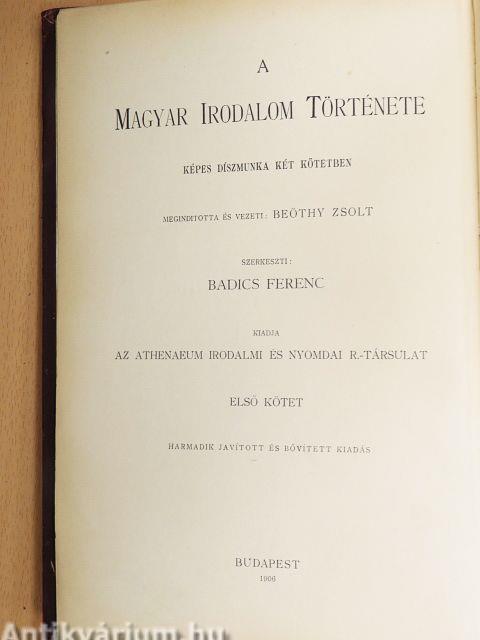 A
MAGYAR IRODALOM TÖRTÉNETE
KÉPES DÍSZMUNKA KÉT KÖTETBEN
MEGINDITOTTA ÉS VEZETI: BEÖTHY ZSOLT
SZERKESZTI:
BADICS FERENC
KIADJA
AZ ATHENAEUM IRODALMI ÉS NYOMDAI R.-TÁRSULAT
ELSŐ KÖTET
HARMADIK JAVÍTOTT ÉS BŐVÍTETT KIADÁS
BUDAPEST
1906
Antikvárium.hu